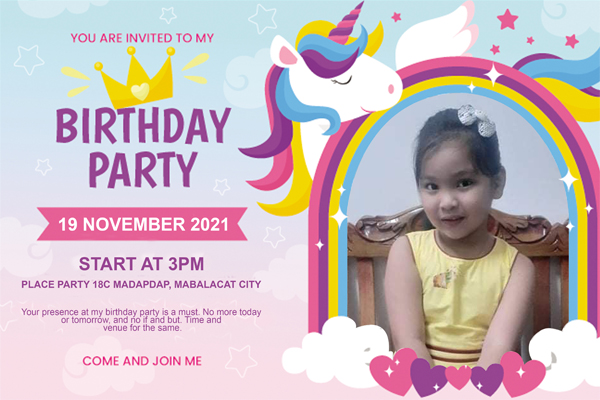 YOU ARE INVITED TO MY
BIRTHDAY
PARTY
19 NOVEMBER 2021
START AT 3PM
PLACE PARTY 18C MADAPDAP, MABALACAT CITY
Your presence at my birthday party is a must. No more today
or tomorrow, and no if and but. Time and
venue for the same.
COME AND JOIN ME